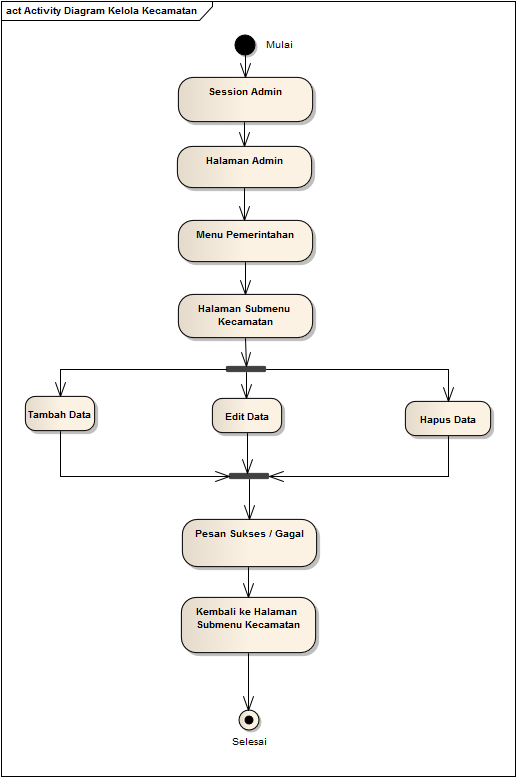 act Activity Diagram Kelola Kecamatan
Mulai
Session Admin
Halaman Admin
Menu Pemerintahan
Halaman Submenu
Kecamatan
Tambah Data
Edit Data
Hapus Data
Pesan Sukses / Gagal
Kembali ke Halaman
Submenu Kecamatan
Selesai